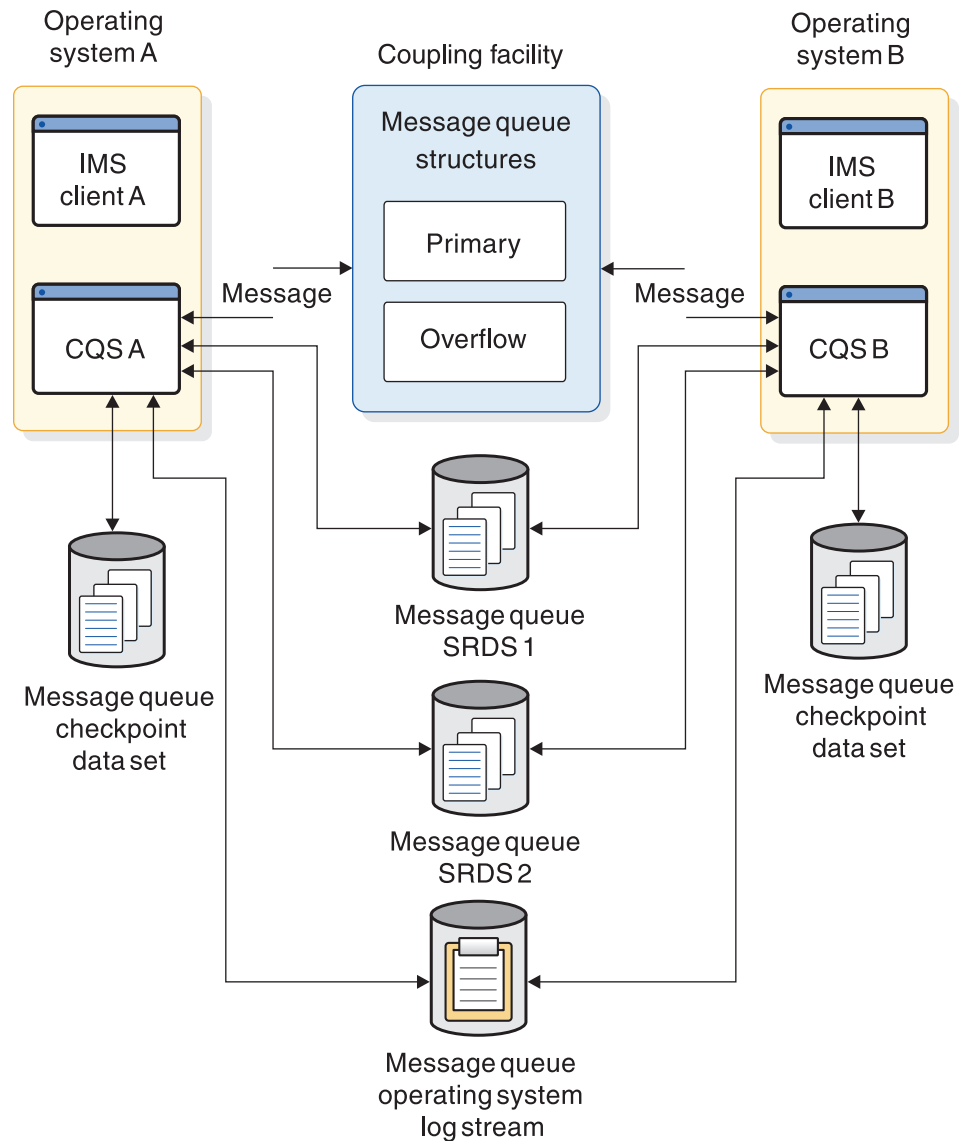 Operating
system A
Coupling facility
Operating
system B
IMS
client A
Message queue
structures
IMS
client B
Primary
Message
Message
CQS A
Overflow
CQS B
Message queue
SRDS 1
Message queue
checkpoint
data set
Message queue
checkpoint
data set
Message queue
SRDS 2
Message queue
operating system
log stream